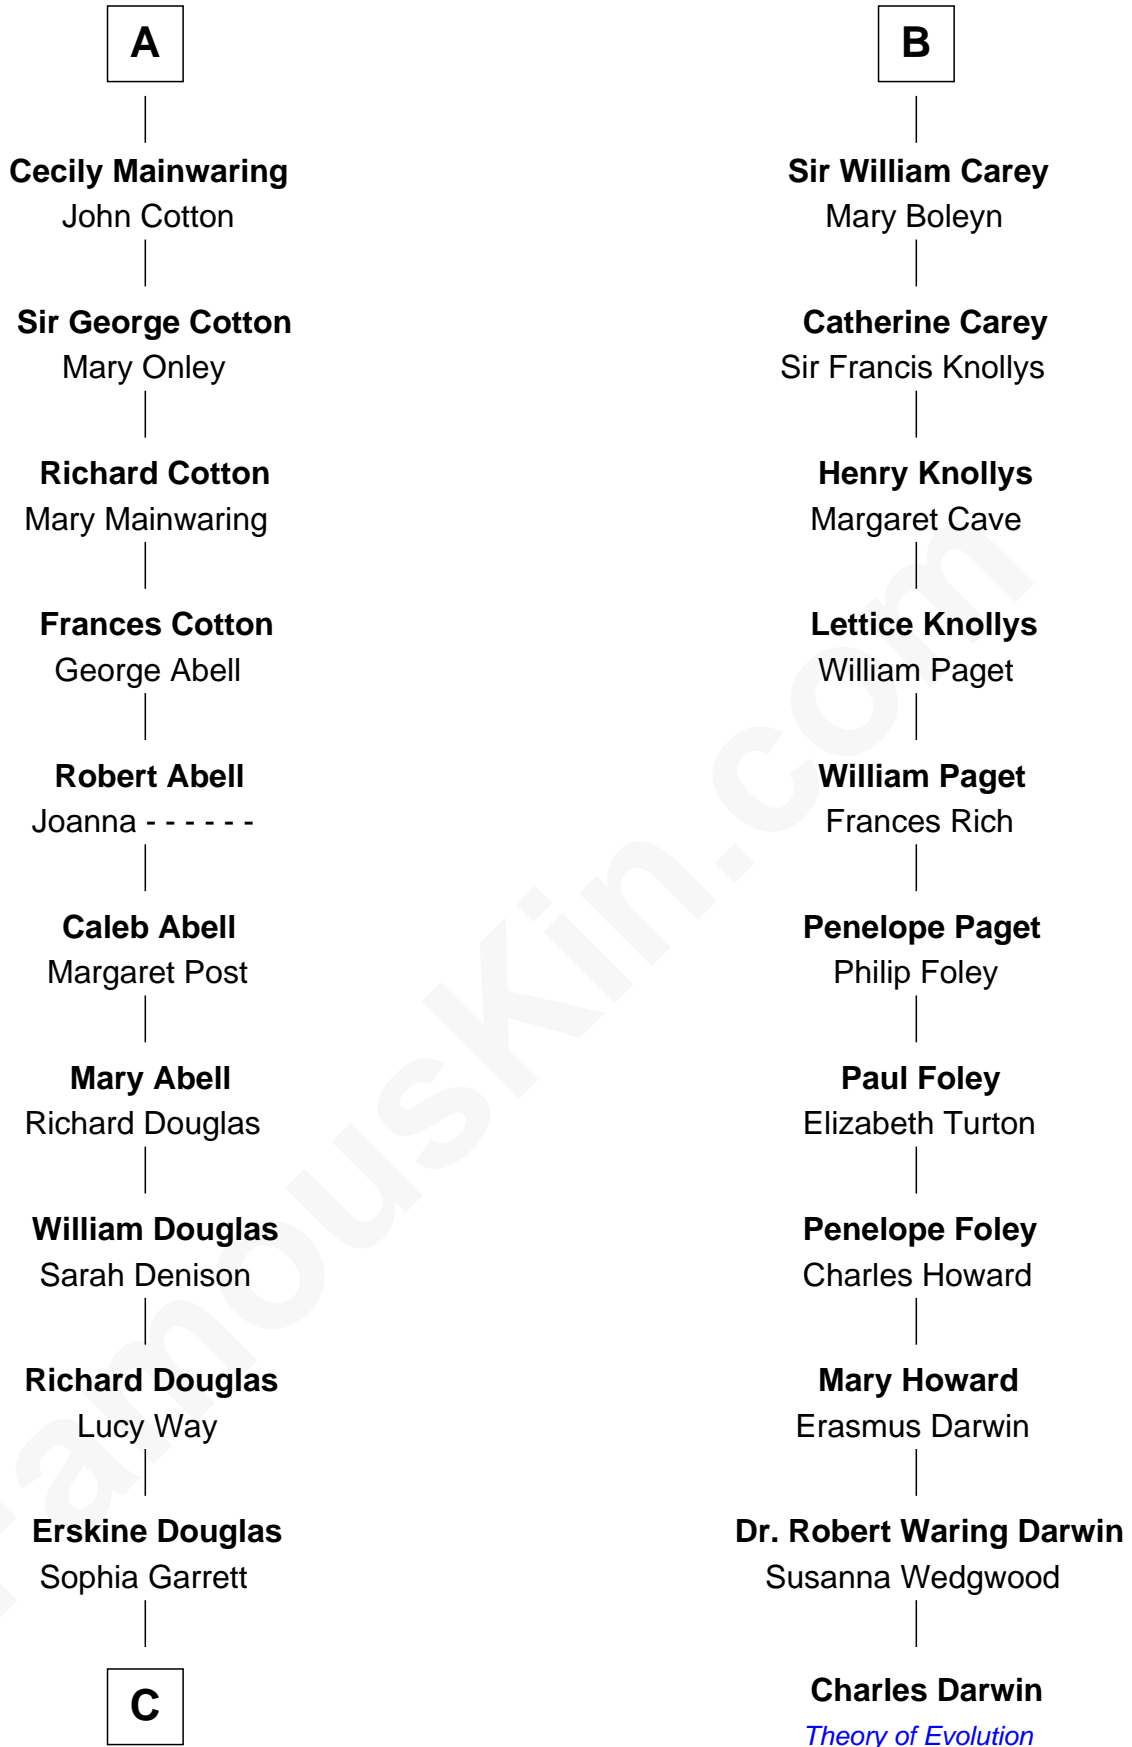 A
Cecily Mainwaring
John Cotton
Sir George Cotton
Mary Onley
Richard Cotton
Mary Mainwaring
Frances Cotton
George Abell
Robert Abell
Joanna - - - - - -
Caleb Abell
Margaret Post
Mary Abell
Richard Douglas
William Douglas
Sarah Denison
Richard Douglas
Lucy Way
Erskine Douglas
Sophia Garrett
C
B
Sir William Carey
Mary Boleyn
Catherine Carey
Sir Francis Knollys
Henry Knollys
Margaret Cave
Lettice Knollys
William Paget
William Paget
Frances Rich
Penelope Paget
Philip Foley
Paul Foley
Elizabeth Turton
Penelope Foley
Charles Howard
Mary Howard
Erasmus Darwin
Dr. Robert Waring Darwin
Susanna Wedgwood
Charles Darwin
Theory of Evolution
FamousKin.com